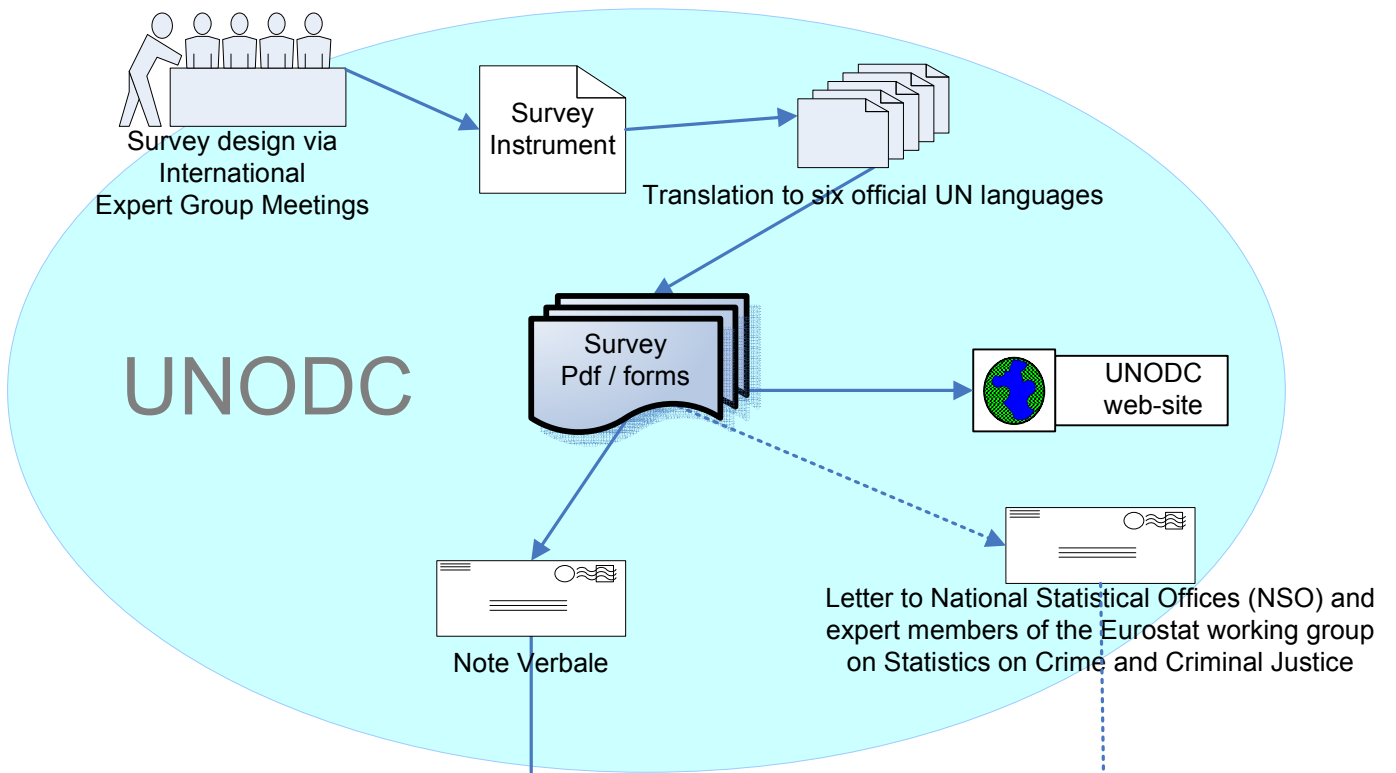 Survey design via
International
Expert Group Meetings
Survey
Instrument
Translation to six official UN languages
UNODC
Survey
Pdf / forms
UNODC
web-site
Note Verbale
Letter to National Statistical Offices (NSO) and
expert members of the Eurostat working group
on Statistics on Crime and Criminal Justice